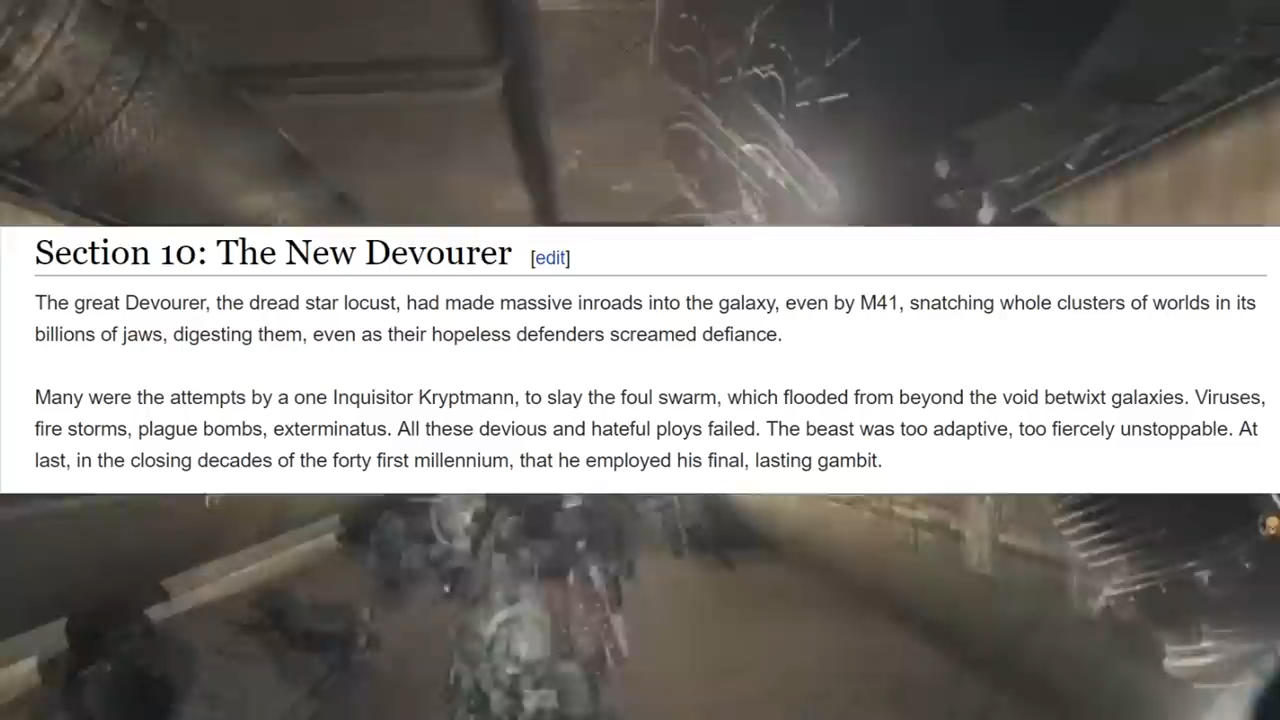 Section 10: The New Devourer [edit]
The great Devourer, the dread star locust, had made massive inroads into the galaxy, even by M41, snatching whole clusters of worlds in its
billions of jaws, digesting them, even as their hopeless defenders screamed defiance.
Many were the attempts by a one Inquisitor Kryptmann, to slay the foul swarm, which flooded from beyond the void betwixt galaxies. Viruses,
fire storms, plague bombs, exterminatus. All these devious and hateful ploys failed. The beast was too adaptive, too fiercely unstoppable. At
last, in the closing decades of the forty first millennium, that he employed his final, lasting gambit.